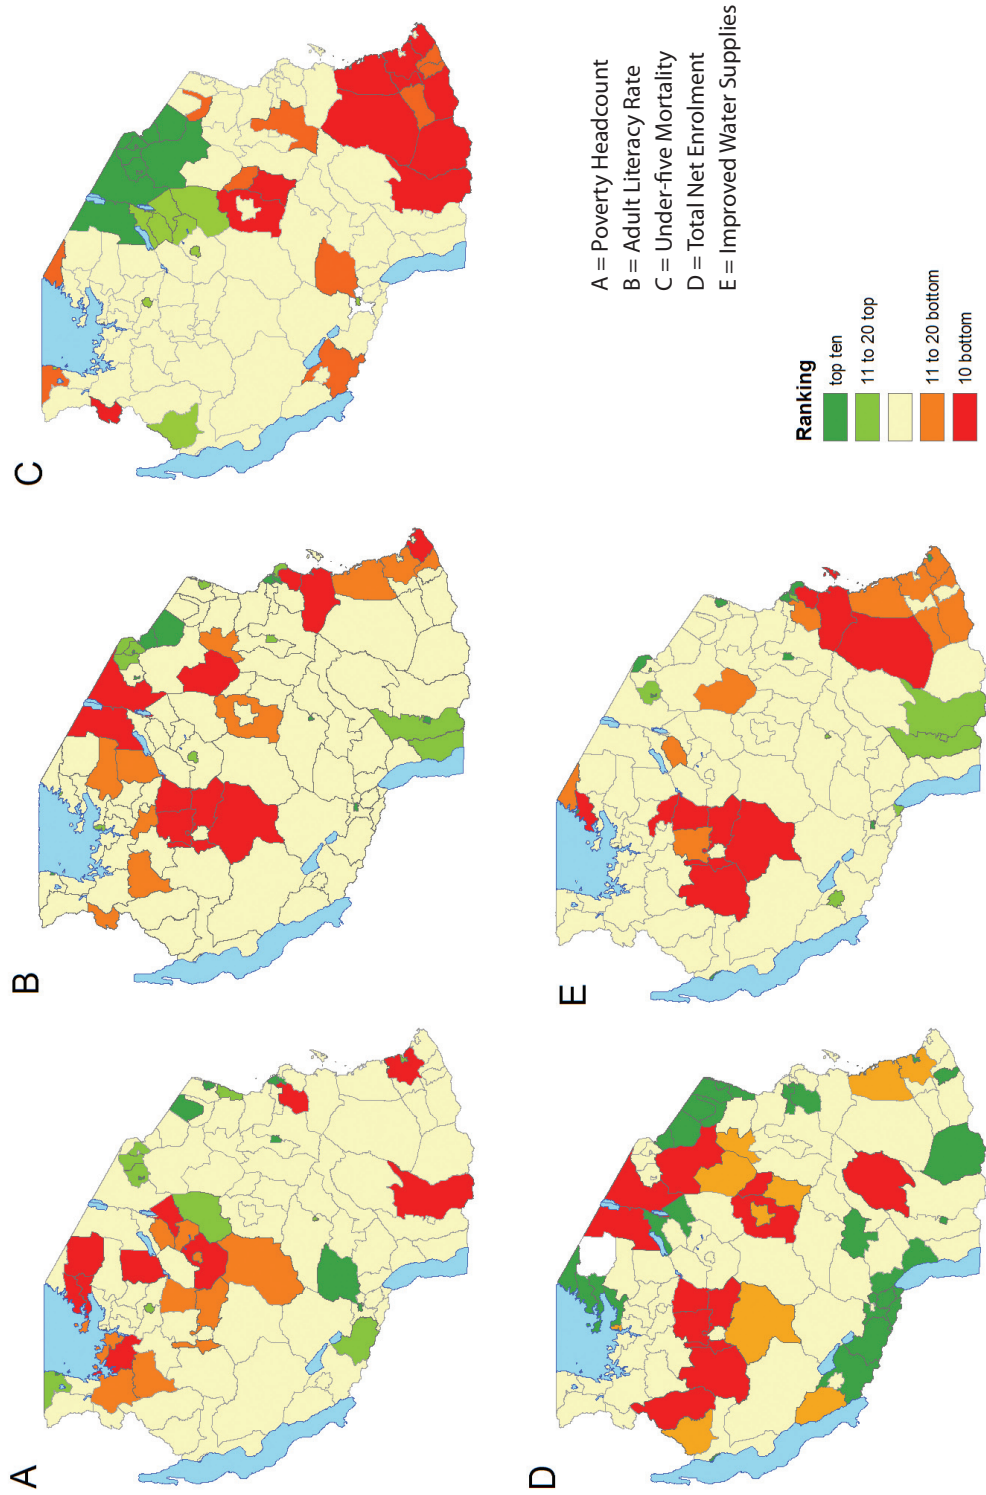 A
B
C
D
E
A = Poverty Headcount
B = Adult Literacy Rate
C = Under-five Mortality
D = Total Net Enrolment
E = Improved Water Supplies
Ranking
top ten
11 to 20 top
11 to 20 bottom
10 bottom